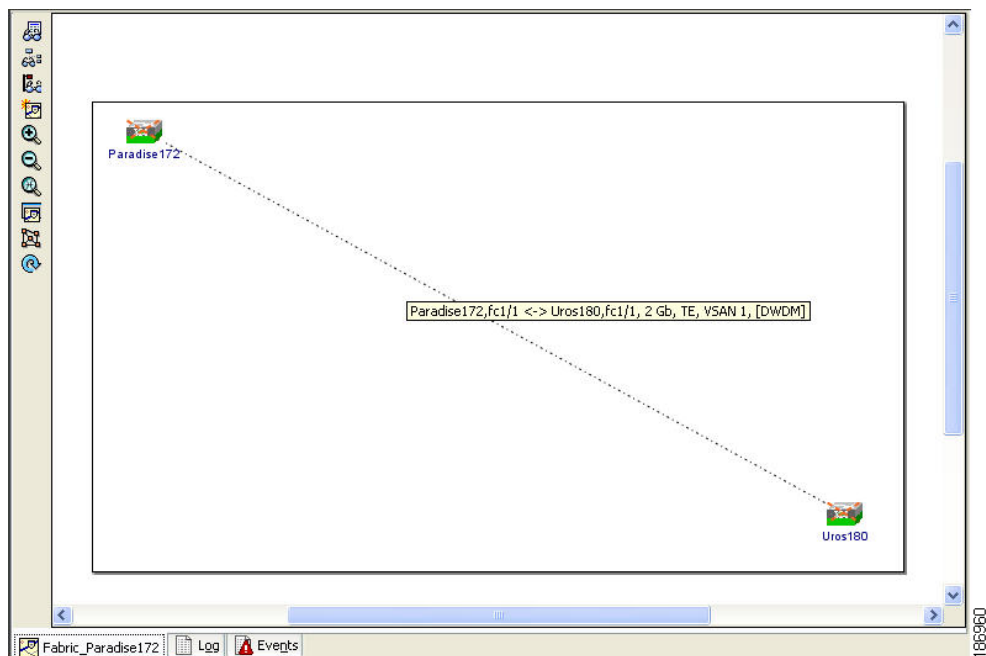 Paradise172
Paradise172,fc1/1 <-> Uros180,fc1/1, 2 Gb, TE, VSAN 1, [DWDM]
Uros180
Fabric_Paradise172 Log Events
186960